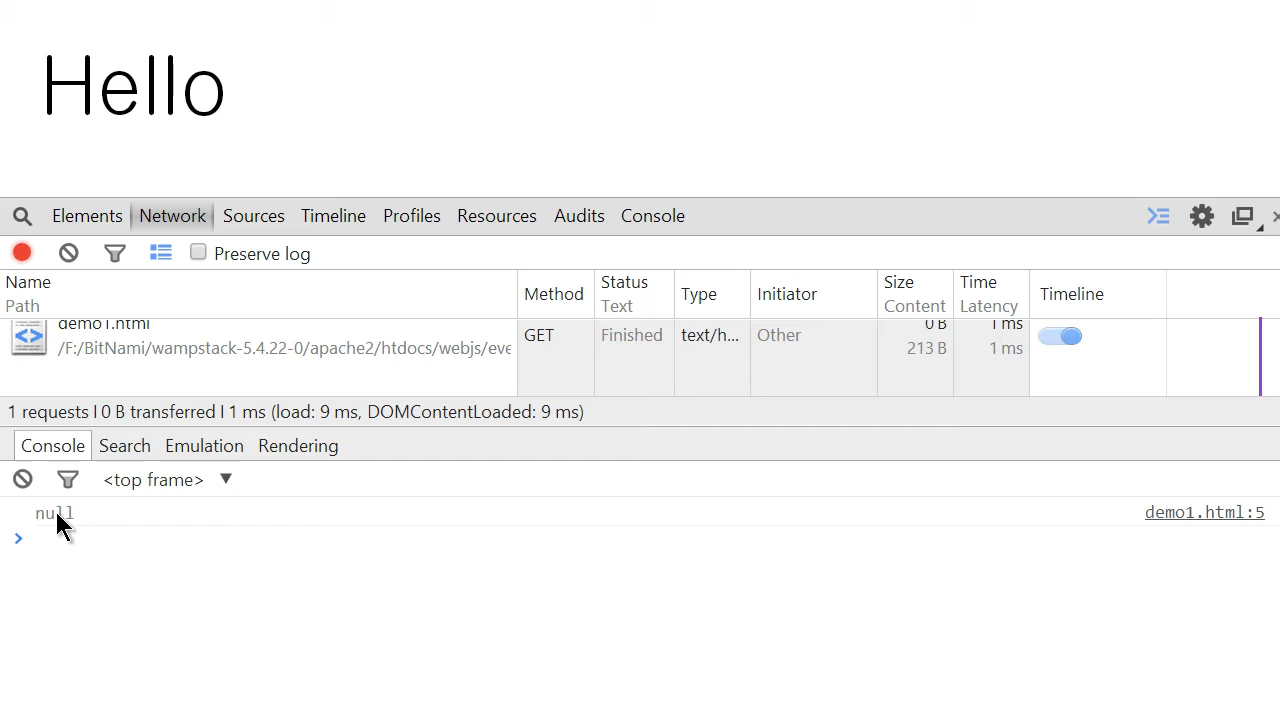 Hello
Elements Network Sources Timeline Profiles Resources Audits Console
Preserve log
Name Status Size Time
Method Type Initiator Timeline
Path Text Content Latency
demo1.html 0 B 1 ms
GET Finished text/h... Other
/F:/BitNami/wampstack-5.4.22-0/apache2/htdocs/webjs/eve 213 B 1 ms
1 requests | 0 B transferred | 1 ms (load: 9 ms, DOMContentLoaded: 9 ms)
Console Search Emulation Rendering
<top frame> ▼
null demo1.html:5